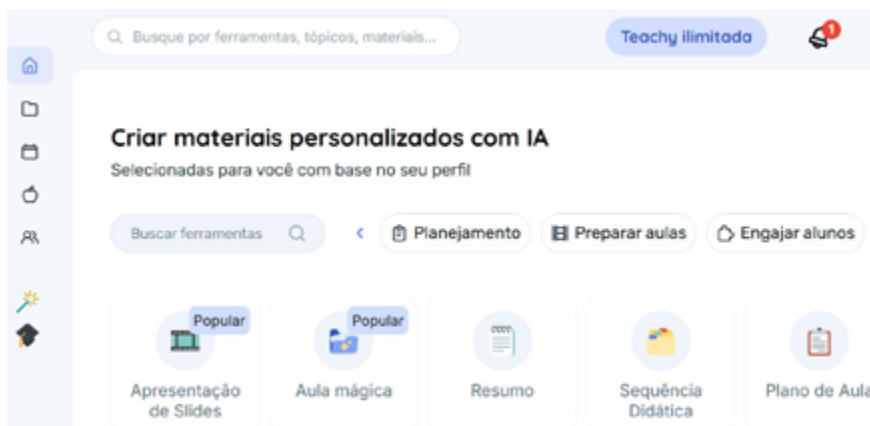 Busque por ferramentas, tópicos, materiais...
Teachy ilimitada
1
Criar materiais personalizados com IA
Selecionadas para você com base no seu perfil
Buscar ferramentas
Planejamento
Preparar aulas
Engajar alunos
Popular
Popular
Apresentação
de Slides
Aula mágica
Resumo
Sequência
Didática
Plano de Aula